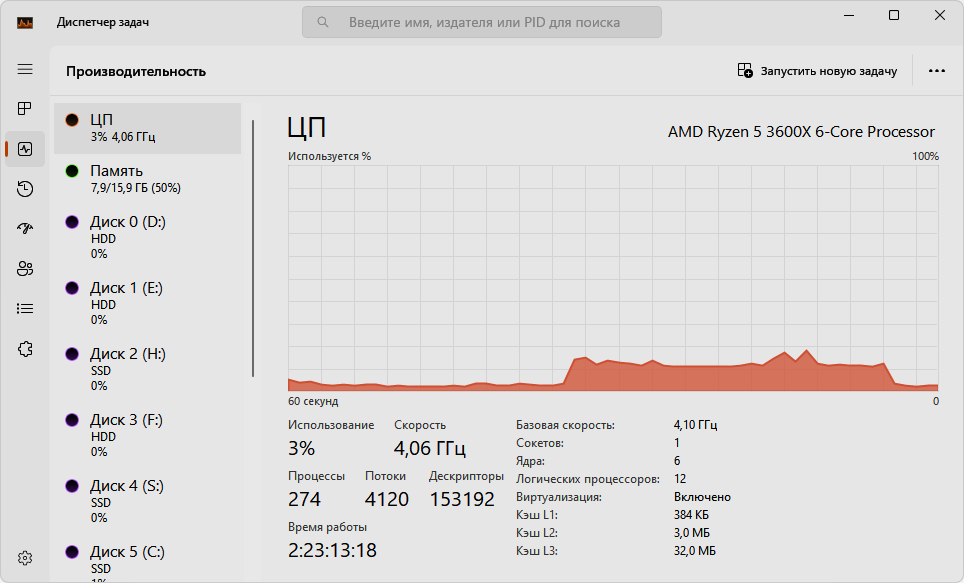 Диспетчер задач
Введите имя, издателя или PID для поиска
Производительность
Запустить новую задачу
ЦП
3% 4,06 ГГц
Память
7,9/15,9 ГБ (50%)
Диск 0 (D:)
HDD
0%
Диск 1 (E:)
HDD
0%
Диск 2 (H:)
SSD
0%
Диск 3 (F:)
HDD
0%
Диск 4 (S:)
SSD
0%
Диск 5 (C:)
SSD
1%
ЦП
AMD Ryzen 5 3600X 6-Core Processor
Используется %
100%
60 секунд
0
Использование Скорость
3% 4,06 ГГц
Процессы Потоки Дескрипторы
274 4120 153192
Время работы
2:23:13:18
Базовая скорость: 4,10 ГГц
Сокетов: 1
Ядра: 6
Логических процессоров: 12
Виртуализация: Включено
Кэш L1: 384 КБ
Кэш L2: 3,0 МБ
Кэш L3: 32,0 МБ